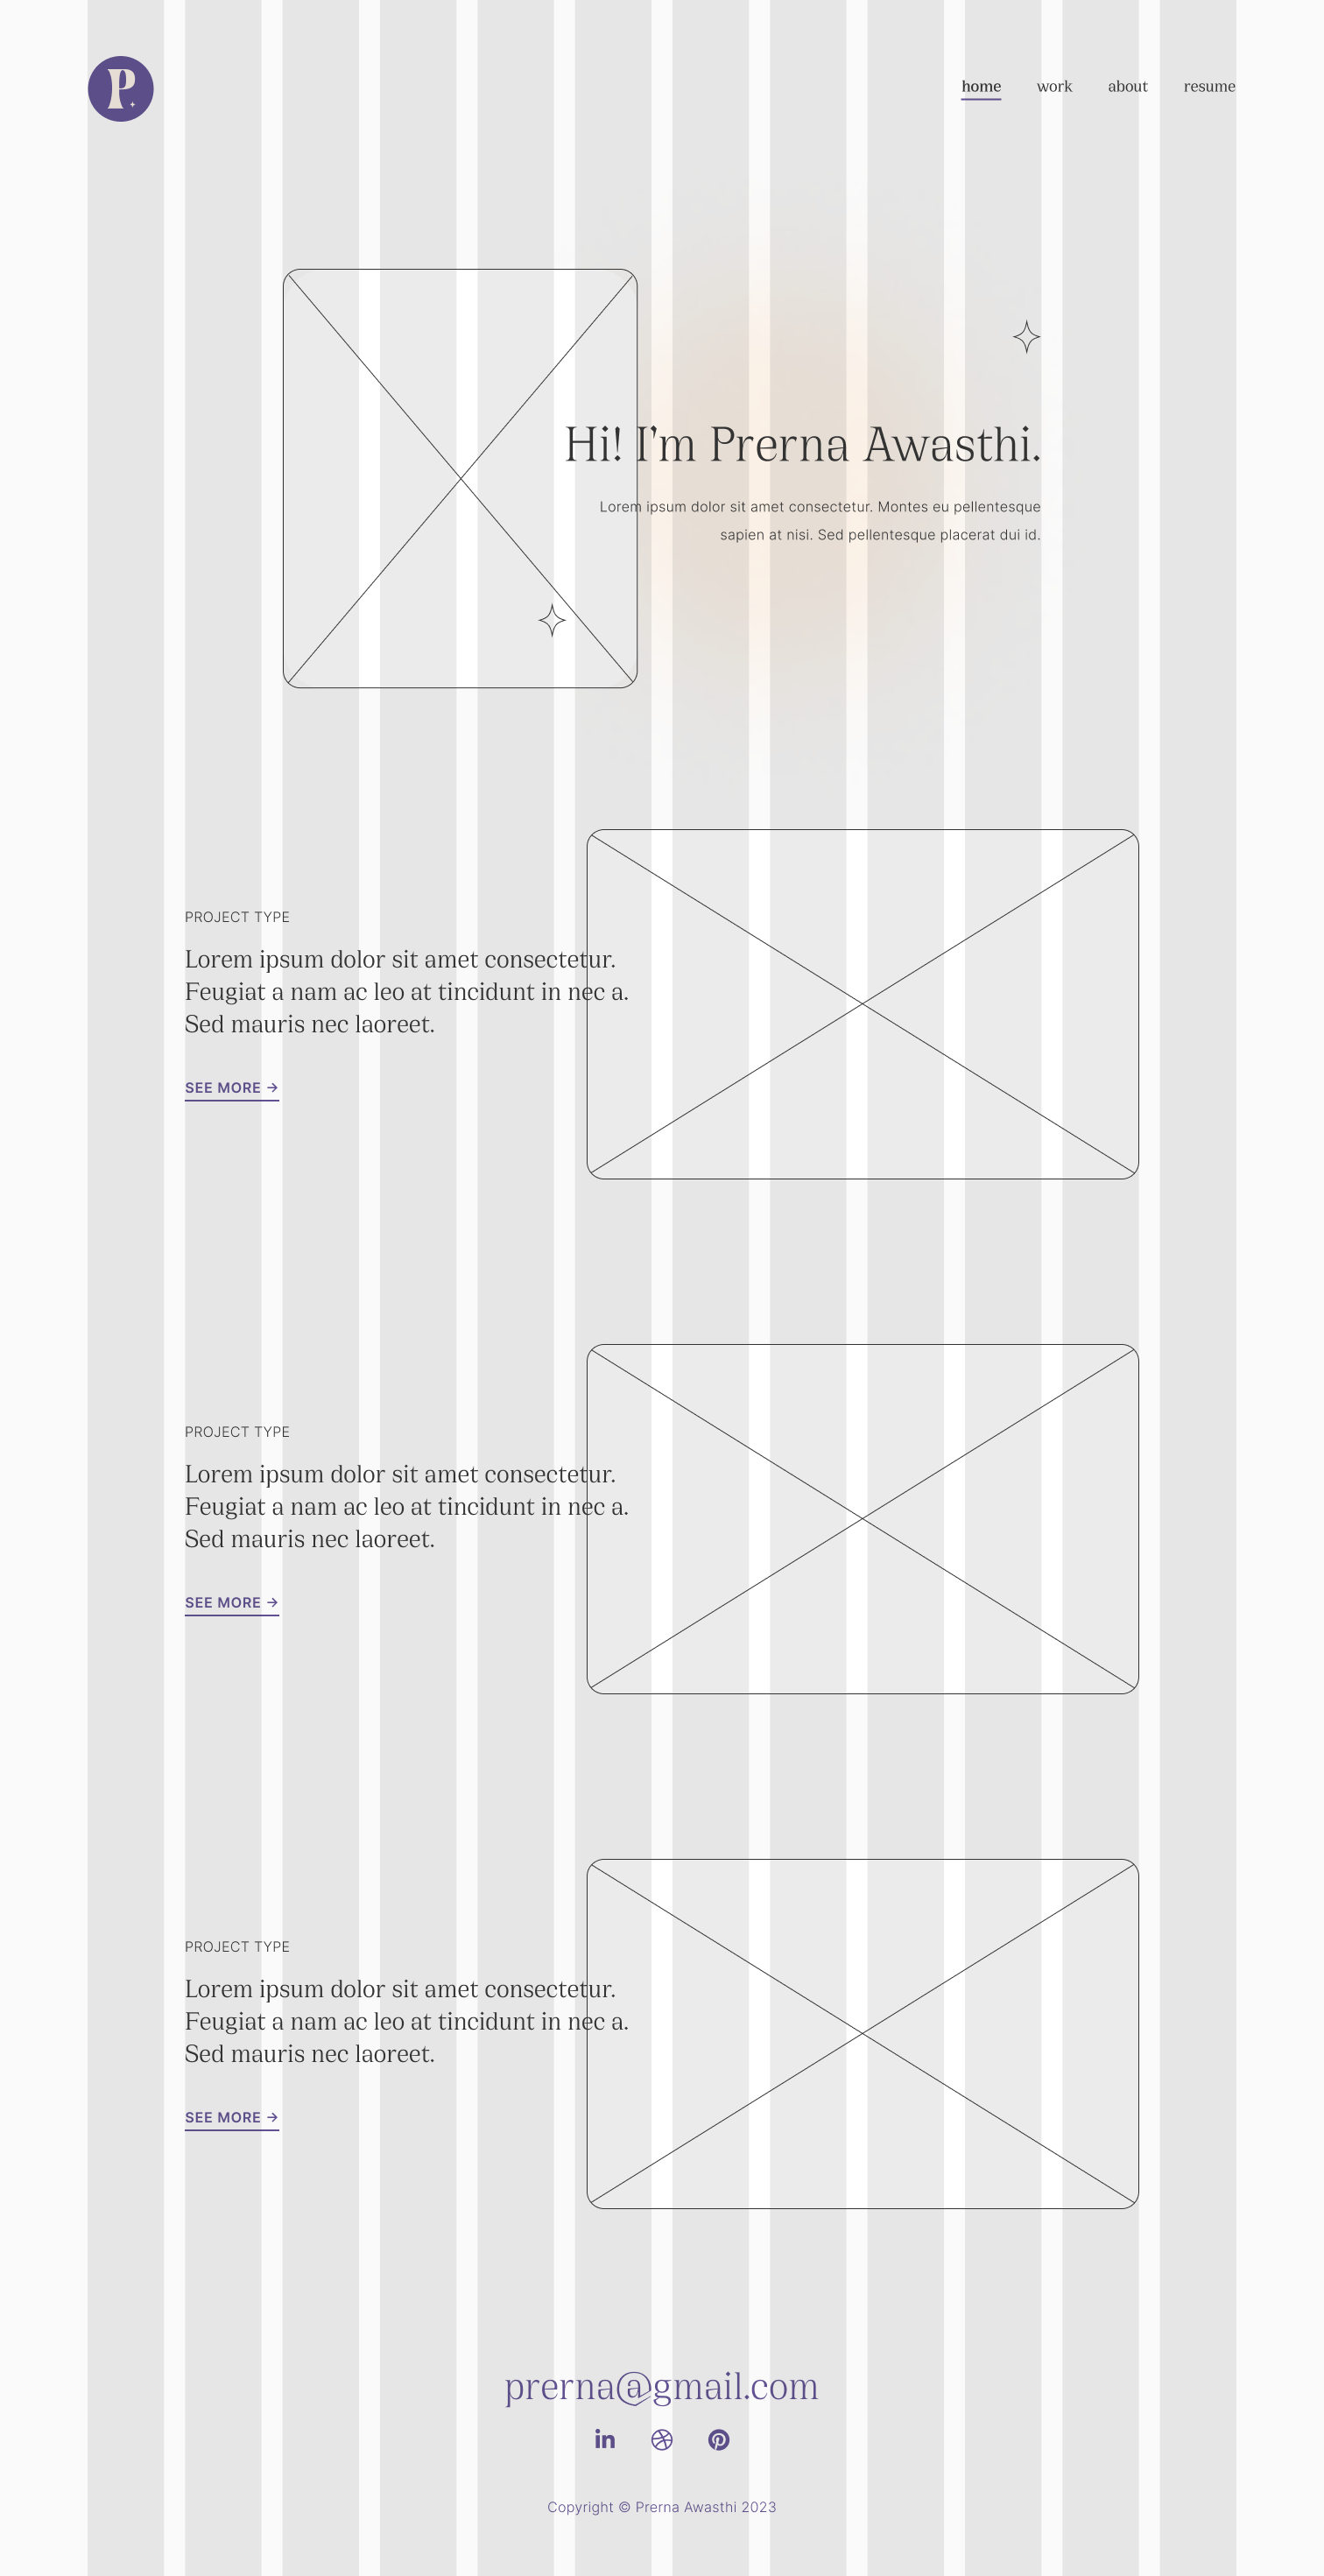 P
home work about resume
Hi! I'm Prerna Awasthi.
Lorem ipsum dolor sit amet consectetur. Montes eu pellentesque
sapien at nisi. Sed pellentesque placerat dui id.
PROJECT TYPE
Lorem ipsum dolor sit amet consectetur.
Feugiat a nam ac leo at tincidunt in nec a.
Sed mauris nec laoreet.
SEE MORE →
PROJECT TYPE
Lorem ipsum dolor sit amet consectetur.
Feugiat a nam ac leo at tincidunt in nec a.
Sed mauris nec laoreet.
SEE MORE →
PROJECT TYPE
Lorem ipsum dolor sit amet consectetur.
Feugiat a nam ac leo at tincidunt in nec a.
Sed mauris nec laoreet.
SEE MORE →
prerna@gmail.com
in
Copyright © Prerna Awasthi 2023